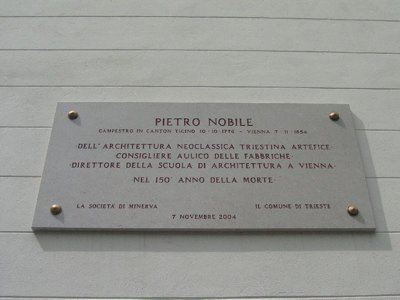 PIETRO NOBILE
CAMPESTRO IN CANTON TICINO 10·10·1774 - VIENNA 7·11·1854
DELL'ARCHITETTURA NEOCLASSICA TRIESTINA ARTEFICE·
CONSIGLIERE AULICO DELLE FABBRICHE·
DIRETTORE DELLA SCUOLA DI ARCHITETTURA A VIENNA·
NEL 150° ANNO DELLA MORTE·
LA SOCIETÀ DI MINERVA IL COMUNE DI TRIESTE
7 NOVEMBRE 2004